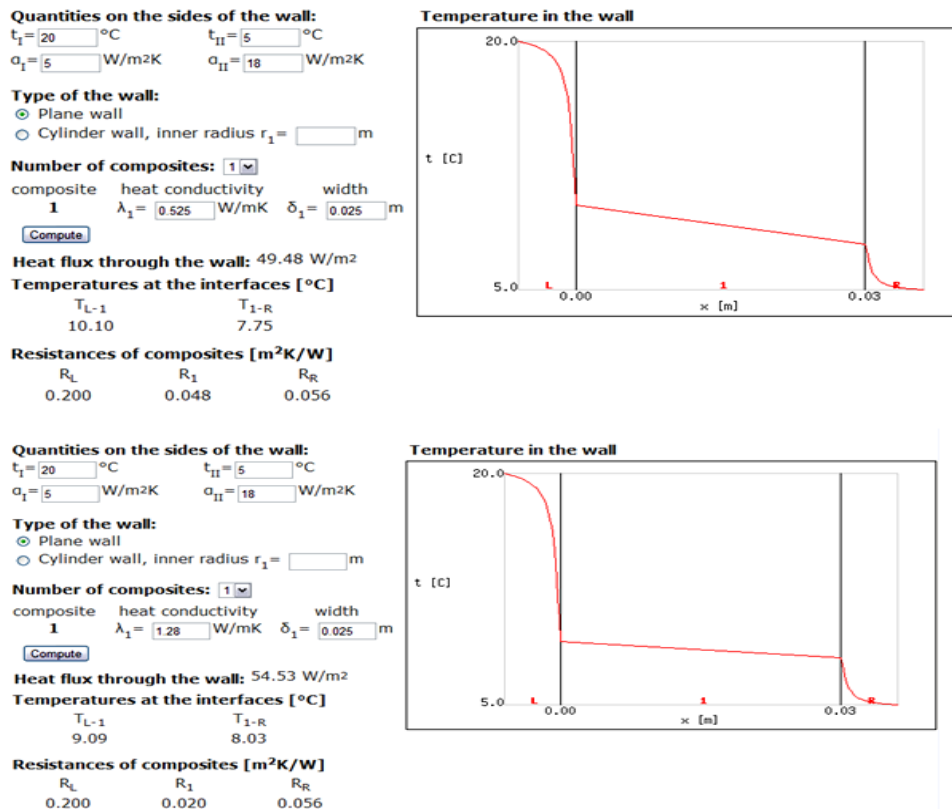 Quantities on the sides of the wall:
tI= 20 °C tII= 5 °C
αI= 5 W/m2K αII= 18 W/m2K
Type of the wall:
Plane wall
Cylinder wall, inner radius r1= m
Number of composites: 1
composite heat conductivity width
1 λ1= 0.525 W/mK δ1= 0.025 m
Compute
Heat flux through the wall: 49.48 W/m2
Temperatures at the interfaces [°C]
TL-1 T1-R
10.10 7.75
Resistances of composites [m2K/W]
RL R1 RR
0.200 0.048 0.056
Temperature in the wall
20.0
t [C]
5.0
L 1 R
0.00 0.03
x [m]
Quantities on the sides of the wall:
tI= 20 °C tII= 5 °C
αI= 5 W/m2K αII= 18 W/m2K
Type of the wall:
Plane wall
Cylinder wall, inner radius r1= m
Number of composites: 1
composite heat conductivity width
1 λ1= 1.28 W/mK δ1= 0.025 m
Compute
Heat flux through the wall: 54.53 W/m2
Temperatures at the interfaces [°C]
TL-1 T1-R
9.09 8.03
Resistances of composites [m2K/W]
RL R1 RR
0.200 0.020 0.056
Temperature in the wall
20.0
t [C]
5.0
L 1 R
0.00 0.03
x [m]